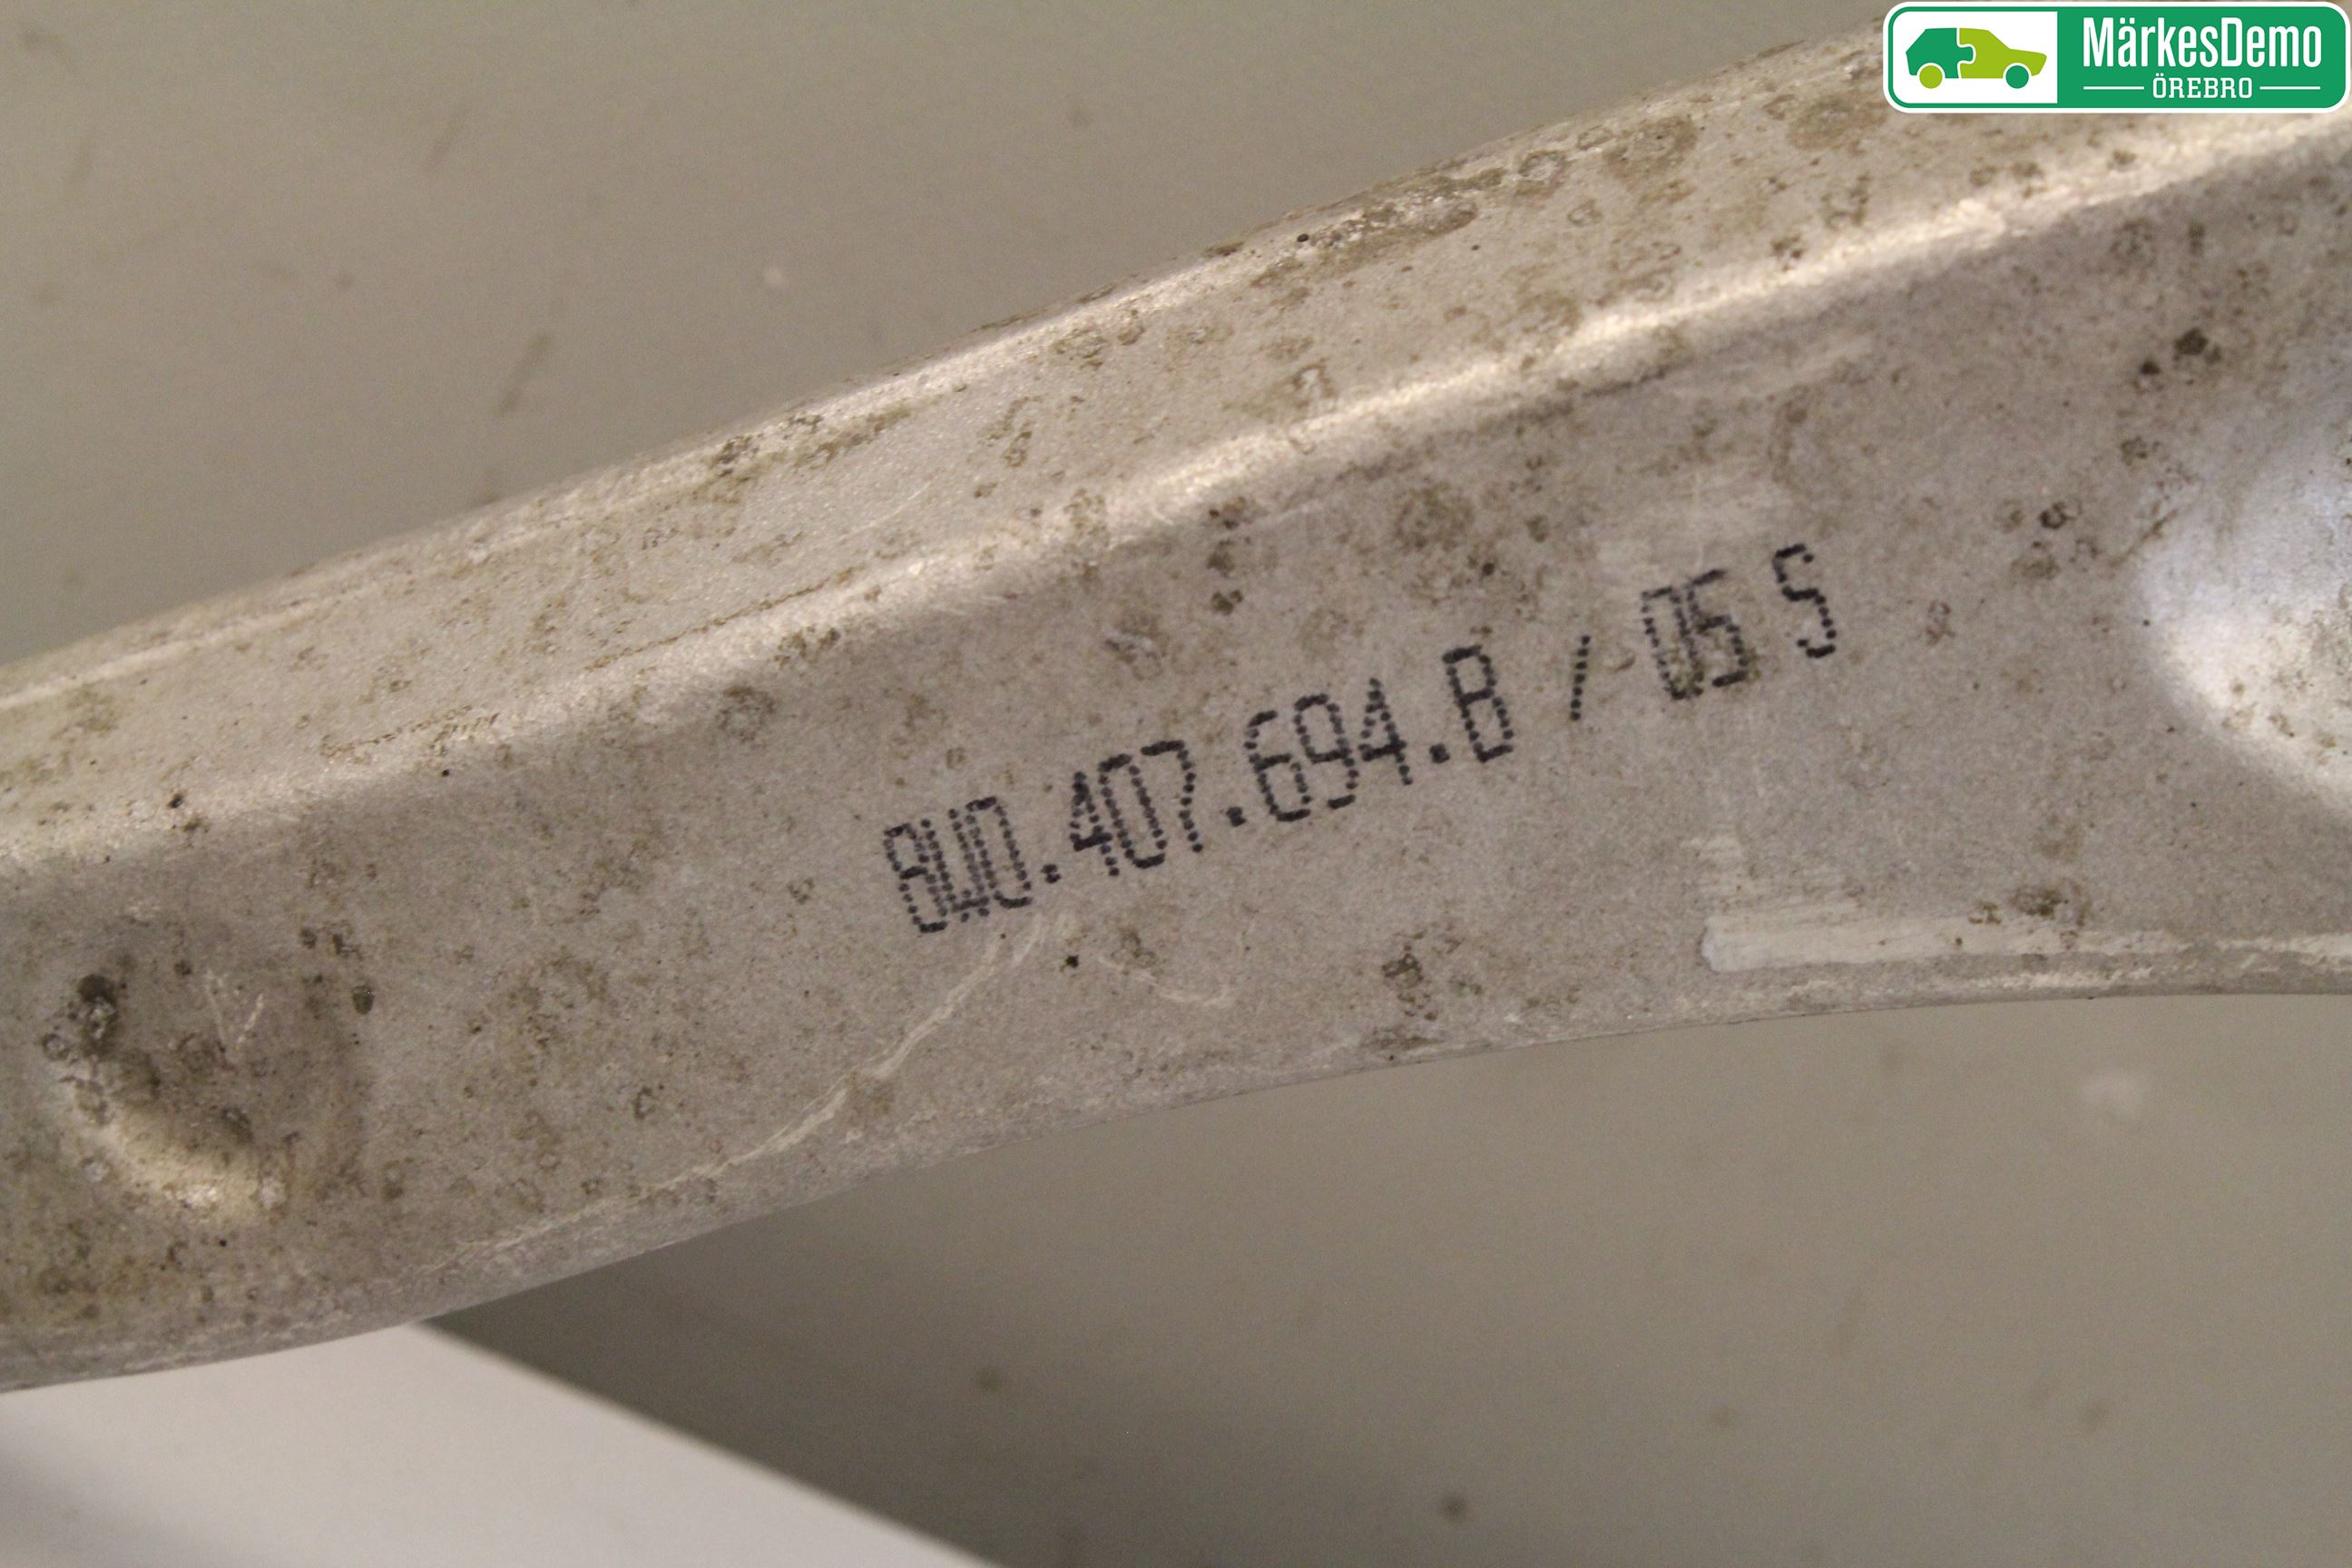 MärkesDemo
ÖREBRO
8W0.407.694.B / 05 S